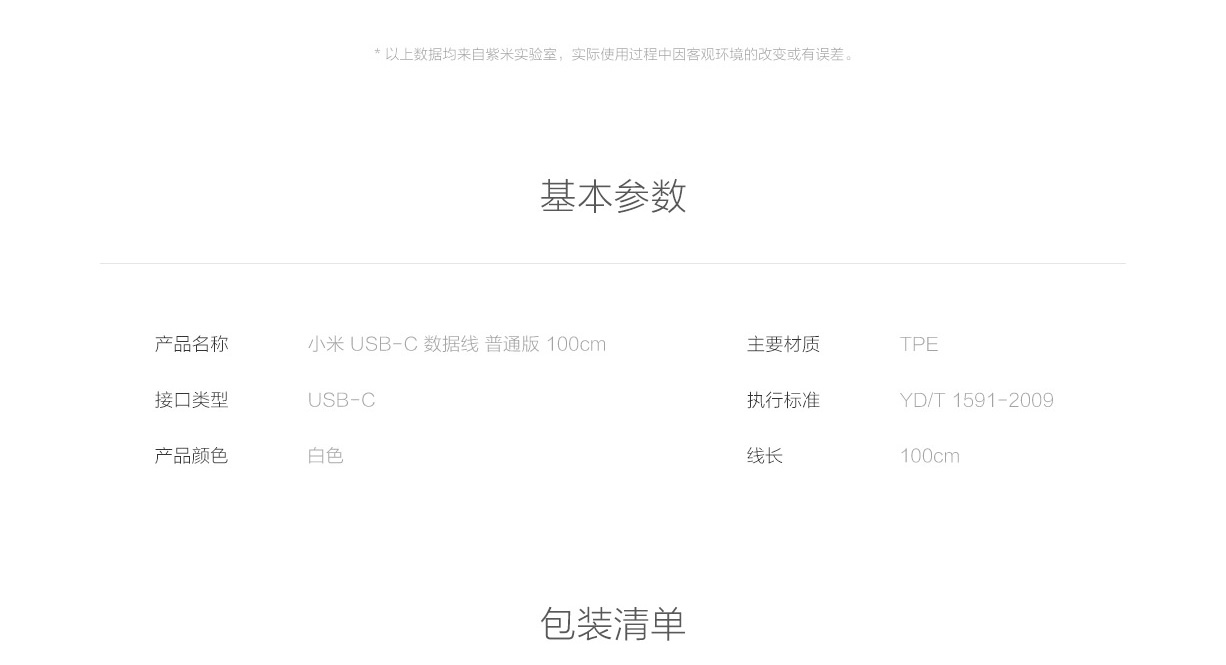 * 以上数据均来自紫米实验室，实际使用过程中因客观环境的改变或有误差。
基本参数
产品名称 小米 USB-C 数据线 普通版 100cm 主要材质 TPE
接口类型 USB-C 执行标准 YD/T 1591-2009
产品颜色 白色 线长 100cm
包装清单